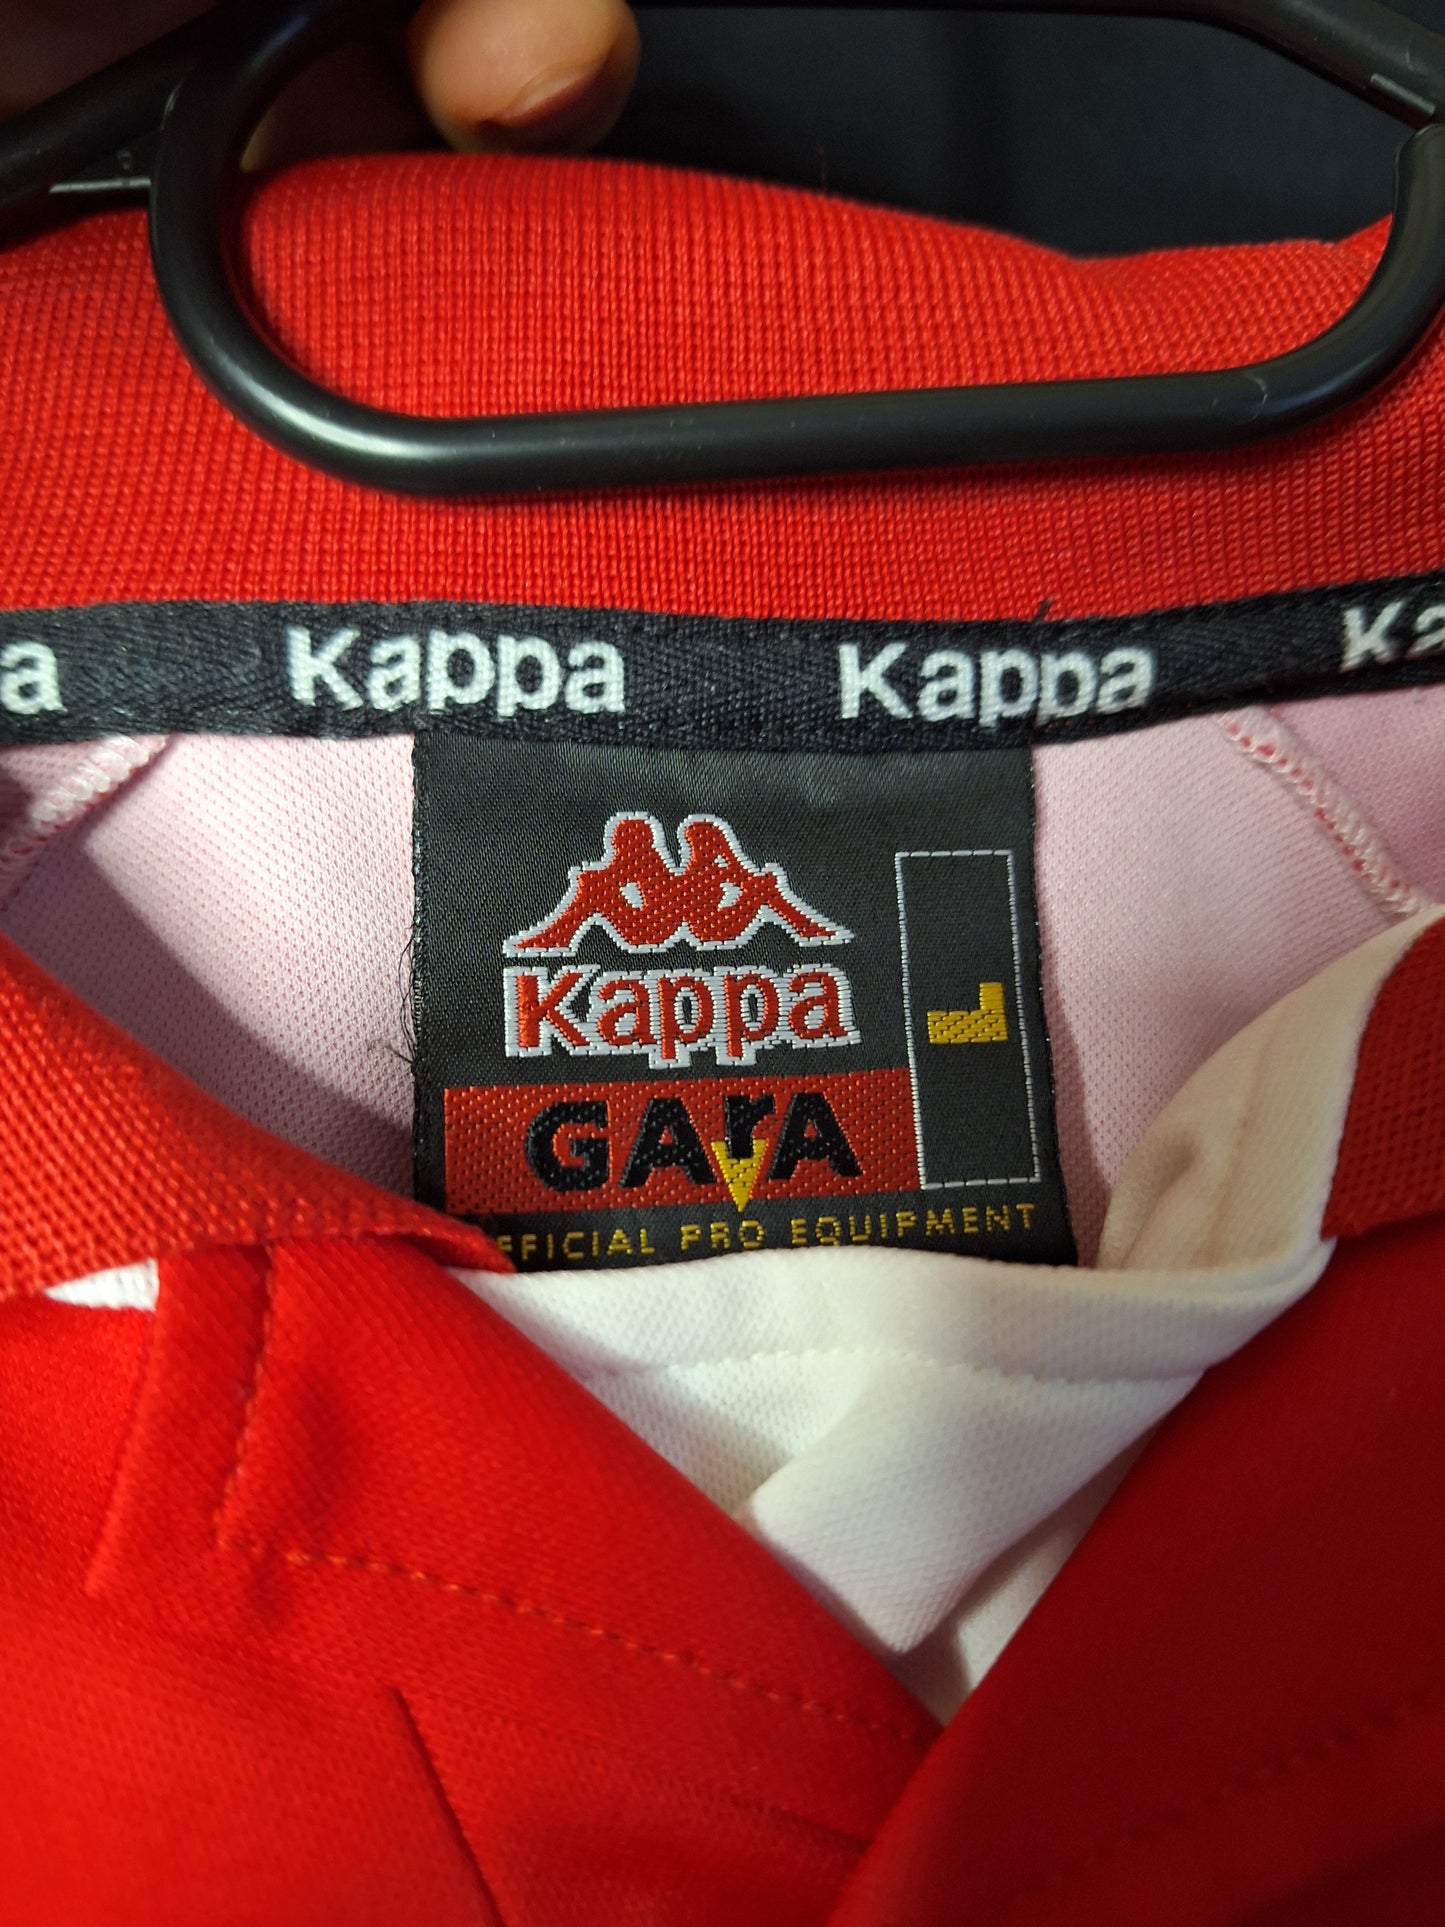 Kappa Kappa
Kappa
L
GArA
OFFICIAL PRO EQUIPMENT